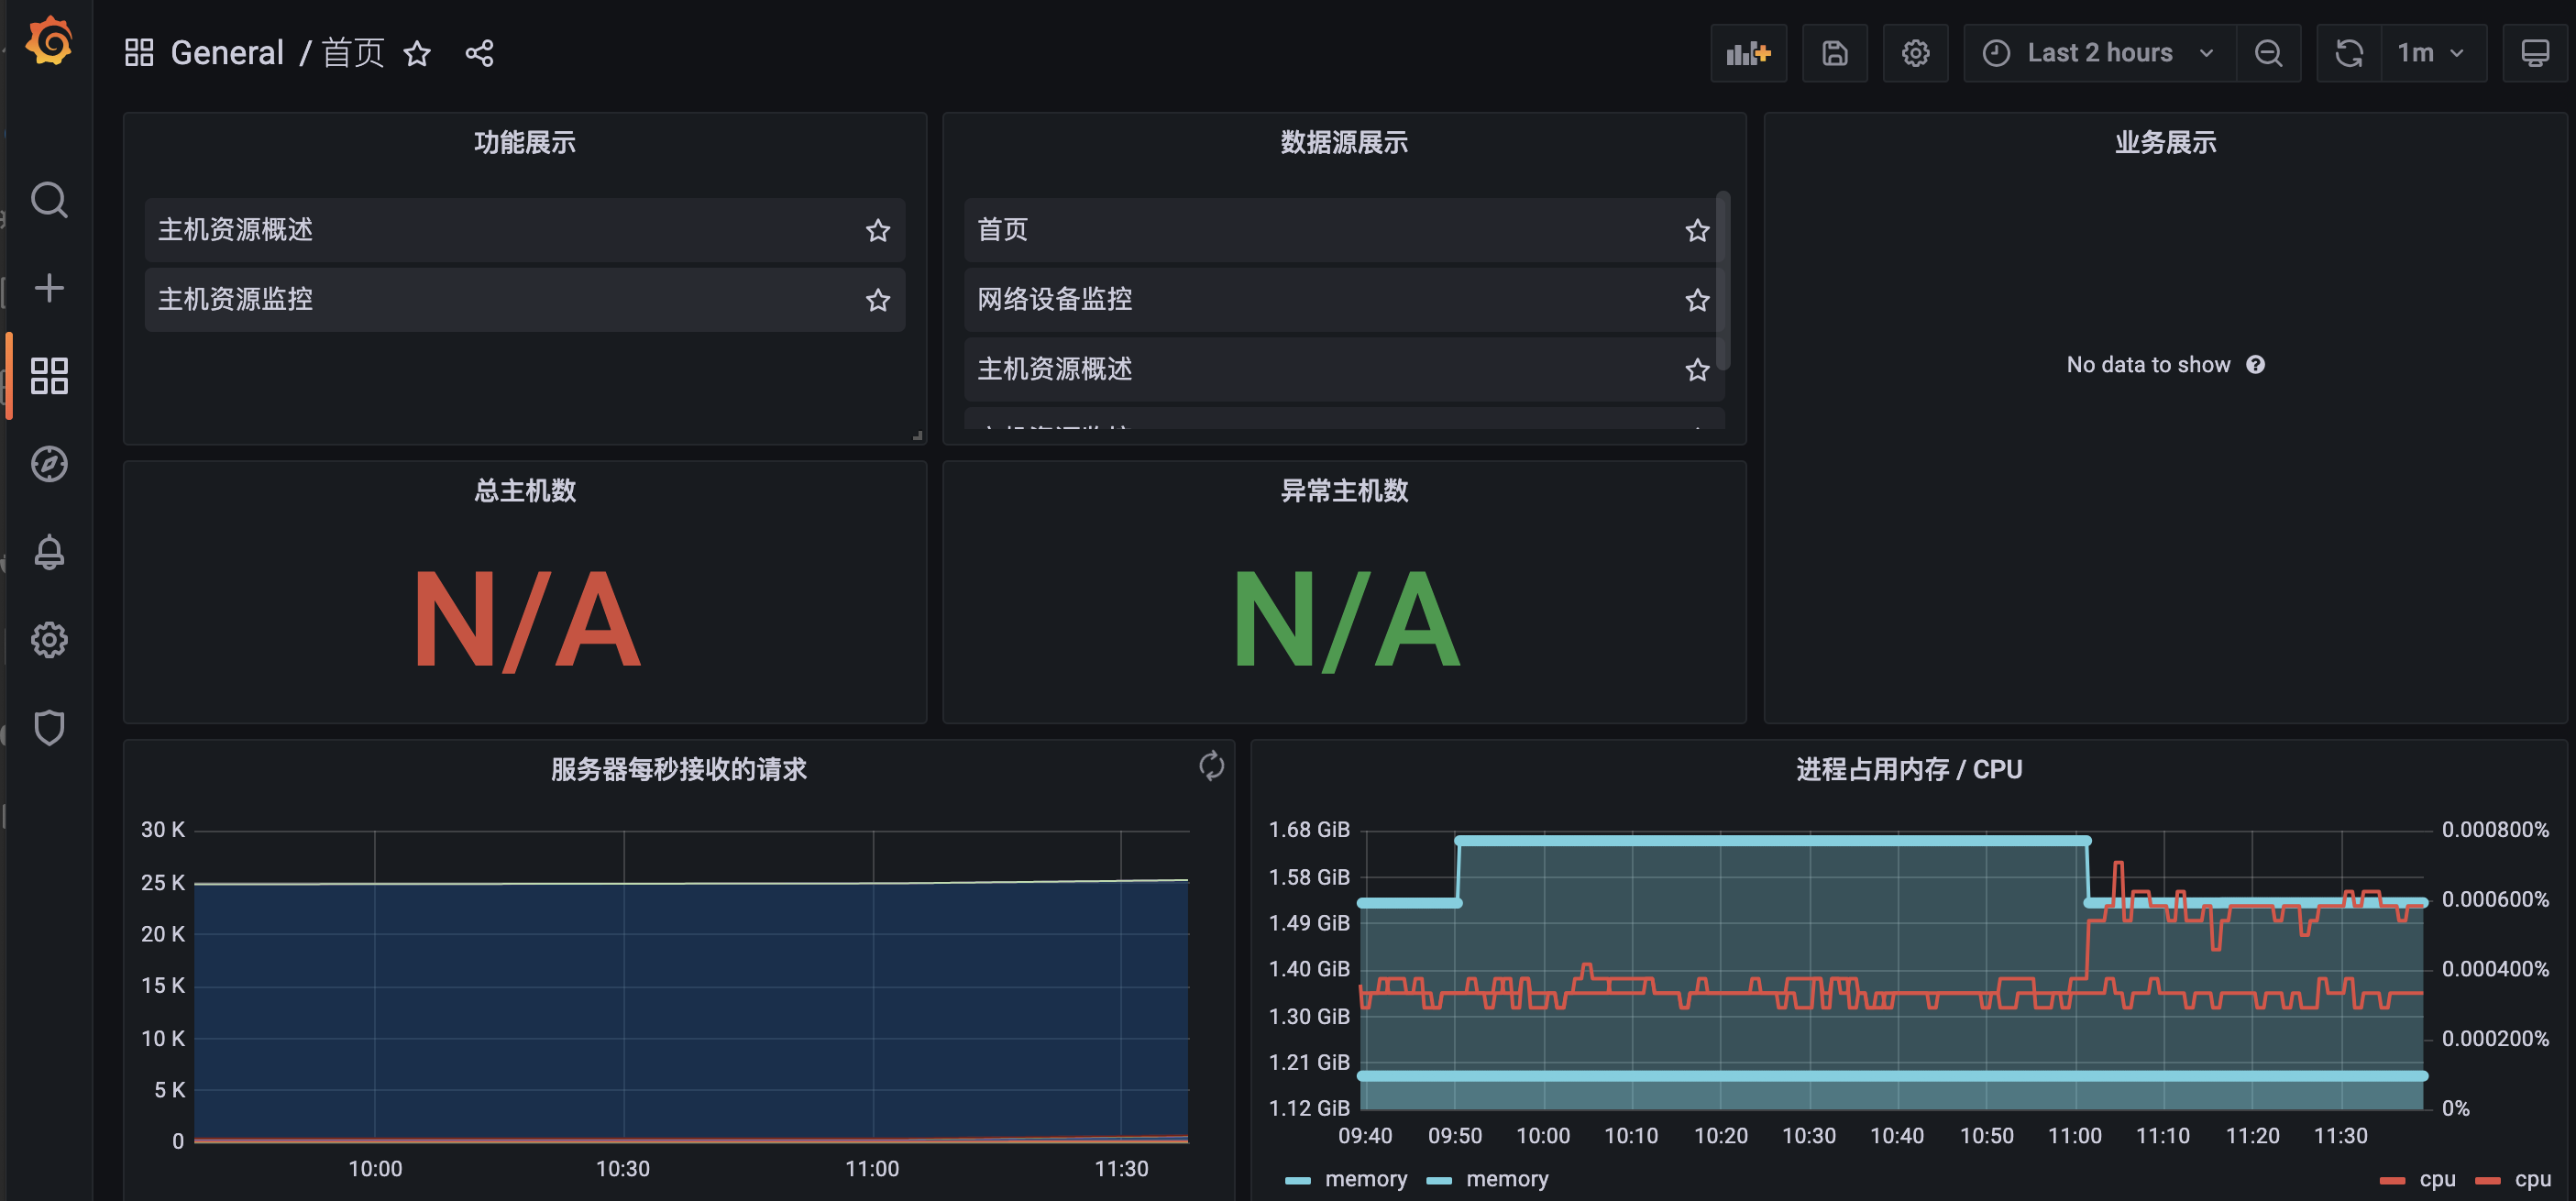 General / 首页
Last 2 hours
1m
功能展示
主机资源概述
主机资源监控
数据源展示
首页
网络设备监控
主机资源概述
业务展示
No data to show
总主机数
N/A
异常主机数
N/A
服务器每秒接收的请求
30 K
25 K
20 K
15 K
10 K
5 K
0
10:00 10:30 11:00 11:30
进程占用内存 / CPU
1.68 GiB
1.58 GiB
1.49 GiB
1.40 GiB
1.30 GiB
1.21 GiB
1.12 GiB
0.000800%
0.000600%
0.000400%
0.000200%
0%
09:40 09:50 10:00 10:10 10:20 10:30 10:40 10:50 11:00 11:10 11:20 11:30
memory memory cpu cpu